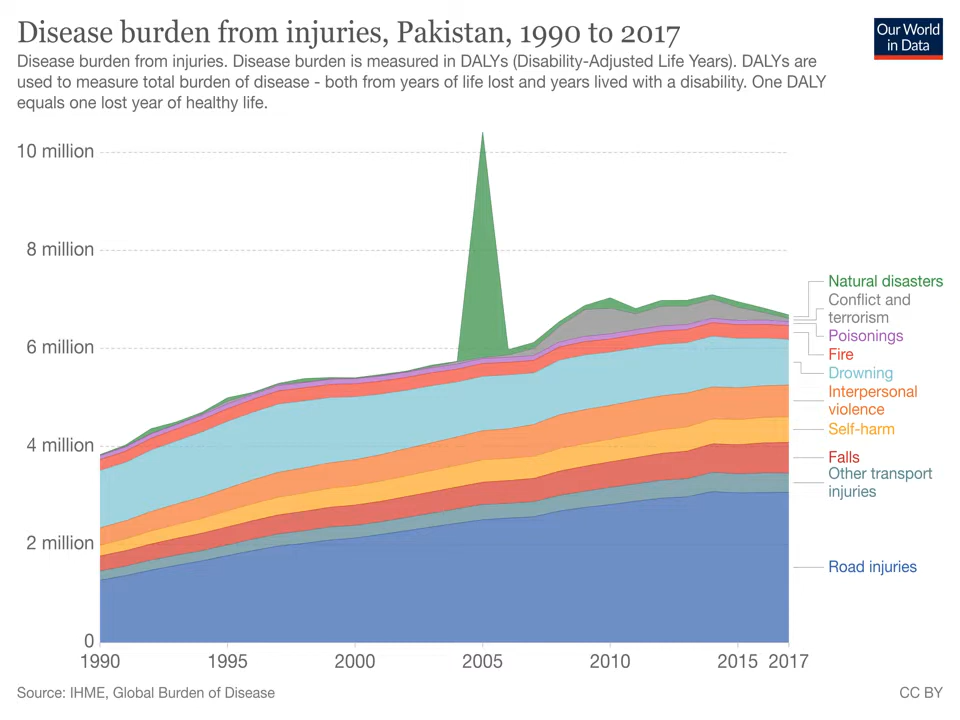 Disease burden from injuries, Pakistan, 1990 to 2017
Our World
in Data
Disease burden from injuries. Disease burden is measured in DALYs (Disability-Adjusted Life Years). DALYs are
used to measure total burden of disease - both from years of life lost and years lived with a disability. One DALY
equals one lost year of healthy life.
10 million
8 million
6 million
4 million
2 million
0
1990
1995
2000
2005
2010
2015
2017
Natural disasters
Conflict and
terrorism
Poisonings
Fire
Drowning
Interpersonal
violence
Self-harm
Falls
Other transport
injuries
Road injuries
Source: IHME, Global Burden of Disease
CC BY